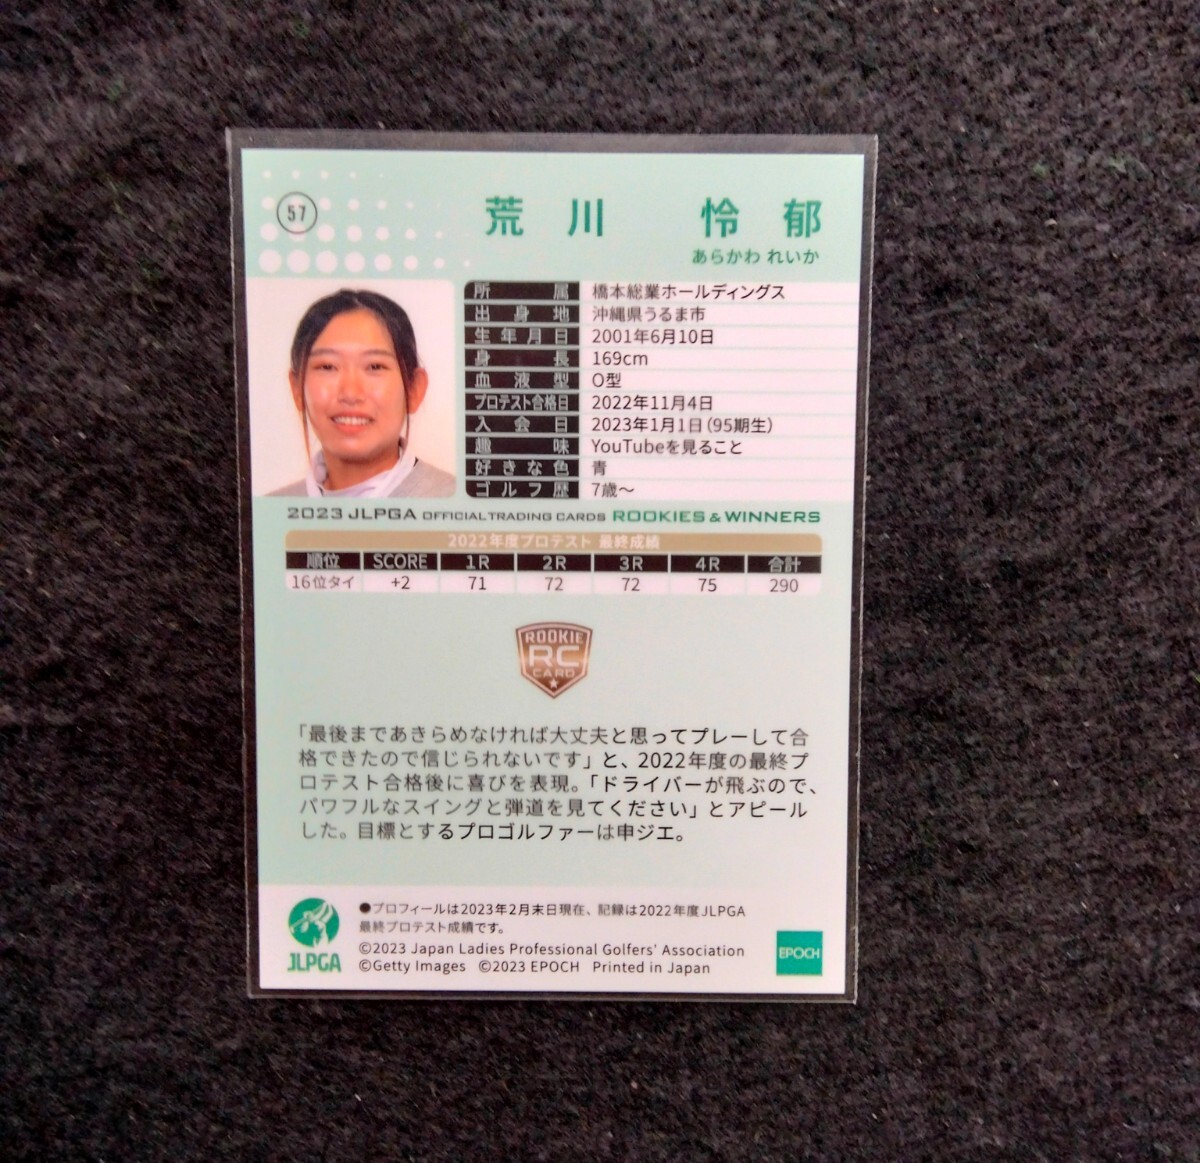 57
荒川 怜郁
あらかわ れいか
所属 橋本総業ホールディングス
出身地 沖縄県うるま市
生年月日 2001年6月10日
身長 169cm
血液型 O型
プロテスト合格日 2022年11月4日
入会日 2023年1月1日(95期生)
趣味 YouTubeを見ること
好きな色 青
ゴルフ歴 7歳〜
2023 JLPGA OFFICIAL TRADING CARDS ROOKIES & WINNERS
2022年度プロテスト 最終成績
順位 SCORE 1R 2R 3R 4R 合計
16位タイ +2 71 72 72 75 290
ROOKIE
RC
CARD
「最後まであきらめなければ大丈夫と思ってプレーして合
格できたので信じられないです」と、2022年度の最終プ
ロテスト合格後に喜びを表現。「ドライバーが飛ぶので、
パワフルなスイングと弾道を見てください」とアピール
した。目標とするプロゴルファーは申ジエ。
●プロフィールは2023年2月末日現在、記録は2022年度JLPGA
最終プロテスト成績です。
©2023 Japan Ladies Professional Golfers' Association
©Getty Images ©2023 EPOCH Printed in Japan
JLPGA
EPOCH